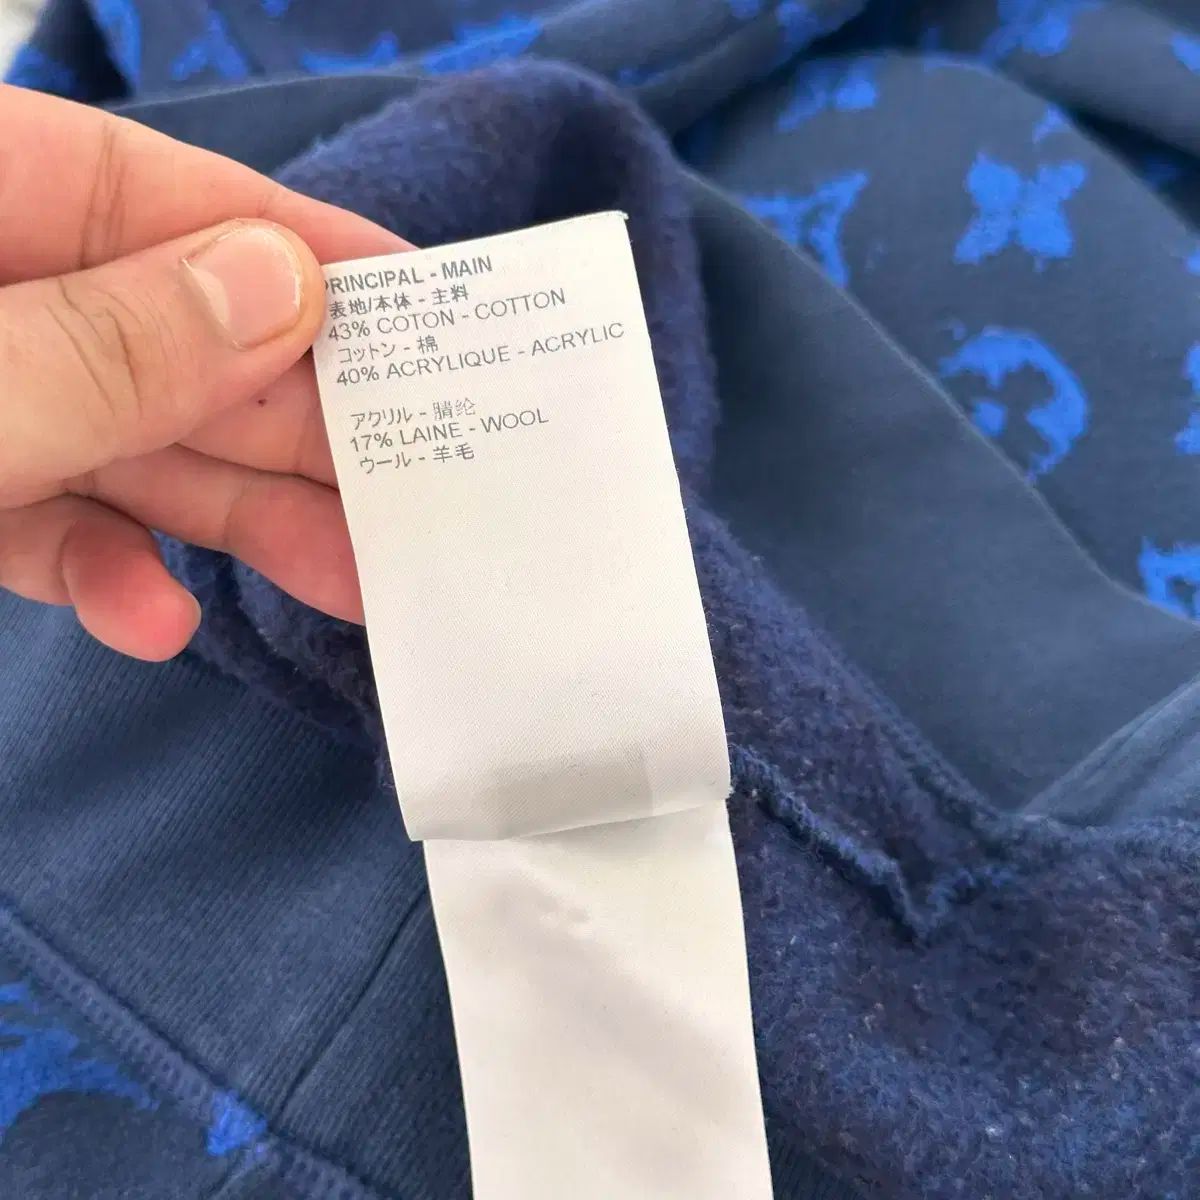 PRINCIPAL - MAIN
表地/本体 - 主料
43% COTON - COTTON
コットン - 棉
40% ACRYLIQUE - ACRYLIC
アクリル - 腈纶
17% LAINE - WOOL
ウール - 羊毛